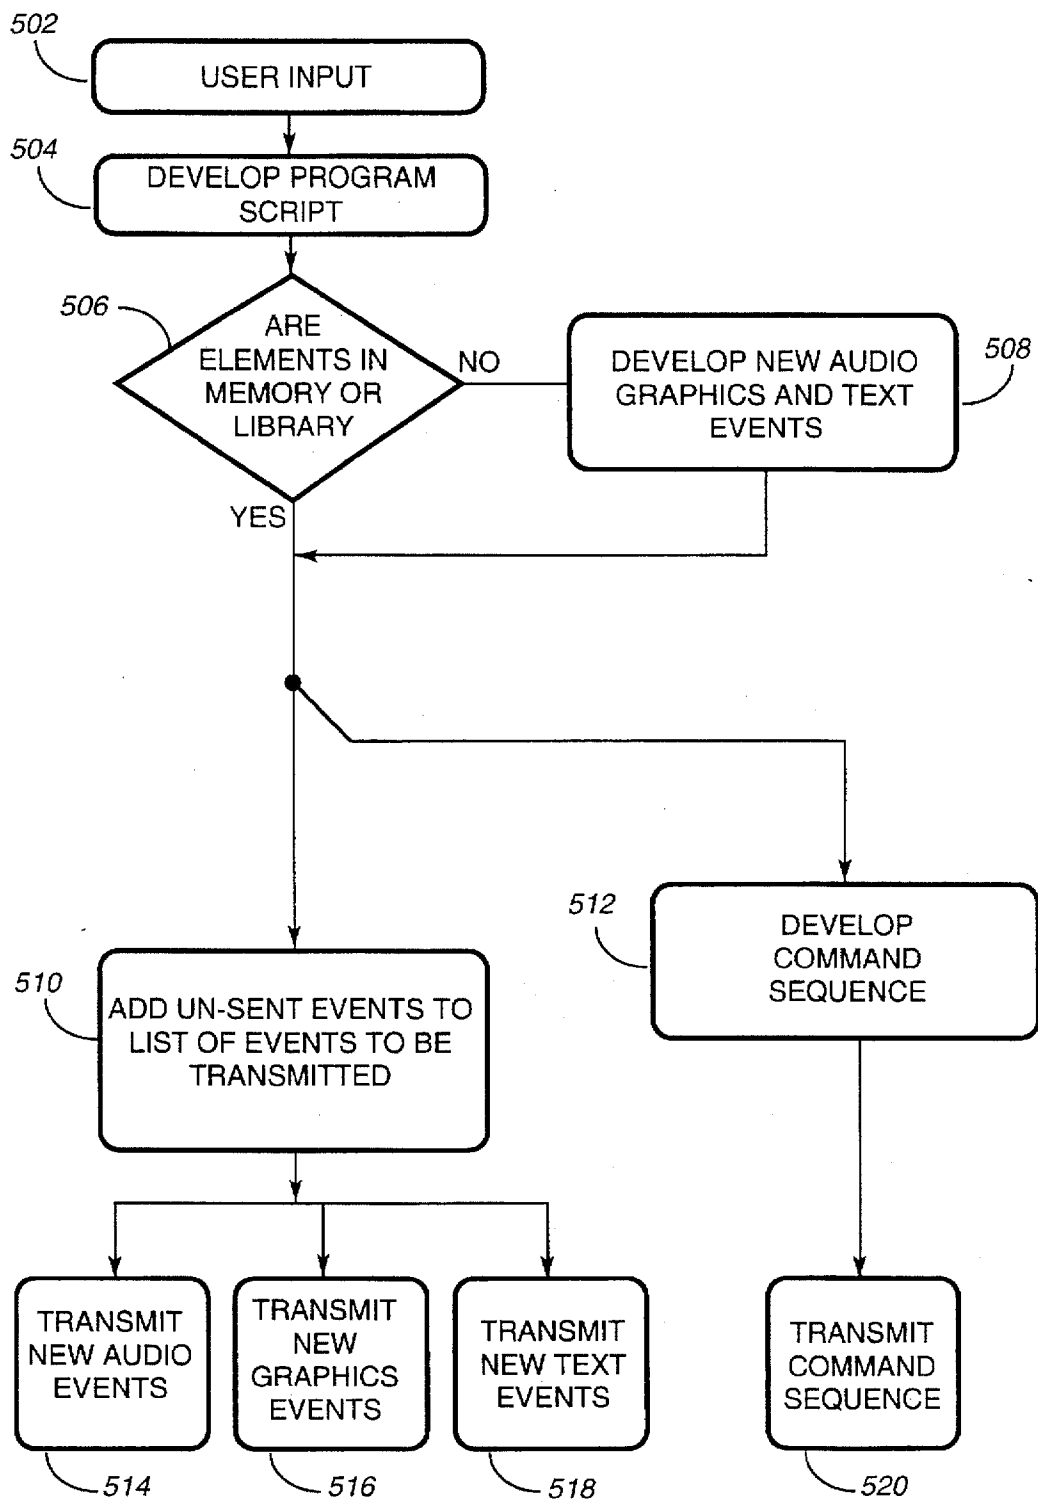 502
USER INPUT
504
DEVELOP PROGRAM
SCRIPT
506
ARE
ELEMENTS IN
MEMORY OR
LIBRARY
NO
DEVELOP NEW AUDIO
GRAPHICS AND TEXT
EVENTS
508
YES
512
DEVELOP
COMMAND
SEQUENCE
510
ADD UN-SENT EVENTS TO
LIST OF EVENTS TO BE
TRANSMITTED
TRANSMIT
NEW AUDIO
EVENTS
TRANSMIT
NEW
GRAPHICS
EVENTS
TRANSMIT
NEW TEXT
EVENTS
TRANSMIT
COMMAND
SEQUENCE
514
516
518
520